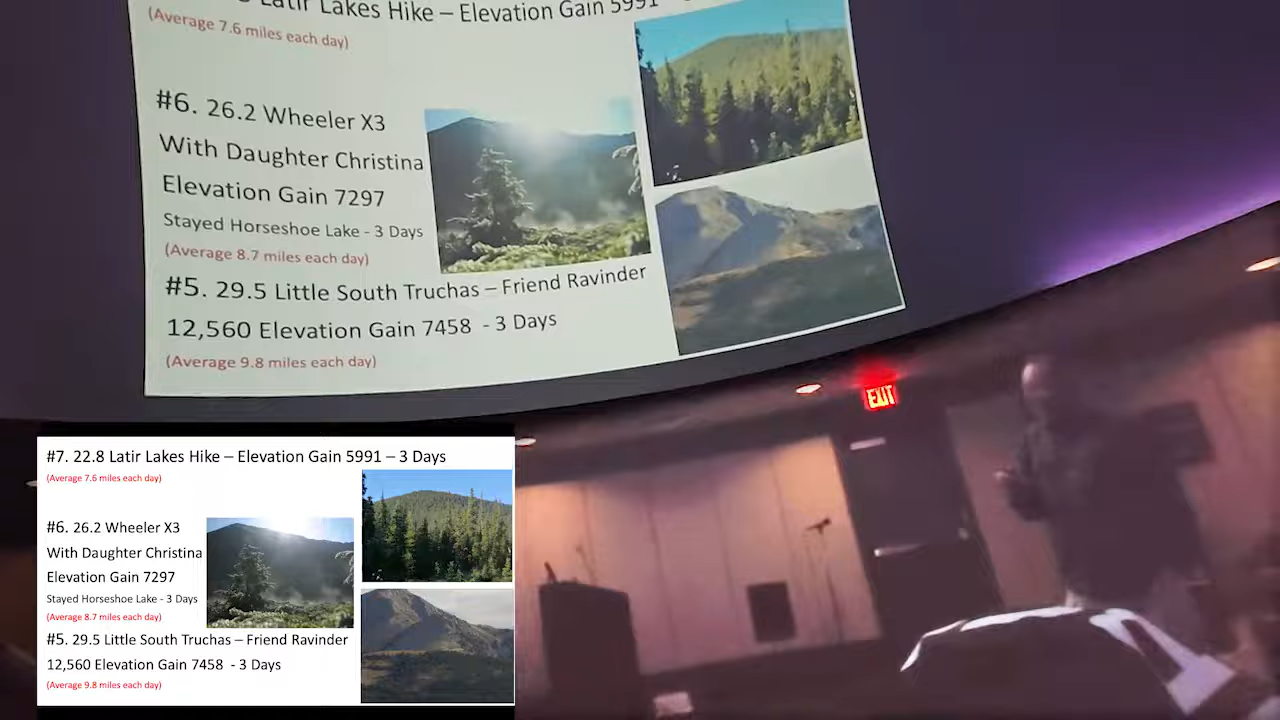 Latir Lakes Hike – Elevation Gain 5991
(Average 7.6 miles each day)
#6. 26.2 Wheeler X3
With Daughter Christina
Elevation Gain 7297
Stayed Horseshoe Lake - 3 Days
(Average 8.7 miles each day)
#5. 29.5 Little South Truchas – Friend Ravinder
12,560 Elevation Gain 7458 - 3 Days
(Average 9.8 miles each day)
EXIT
#7. 22.8 Latir Lakes Hike – Elevation Gain 5991 – 3 Days
(Average 7.6 miles each day)
#6. 26.2 Wheeler X3
With Daughter Christina
Elevation Gain 7297
Stayed Horseshoe Lake - 3 Days
(Average 8.7 miles each day)
#5. 29.5 Little South Truchas – Friend Ravinder
12,560 Elevation Gain 7458 - 3 Days
(Average 9.8 miles each day)